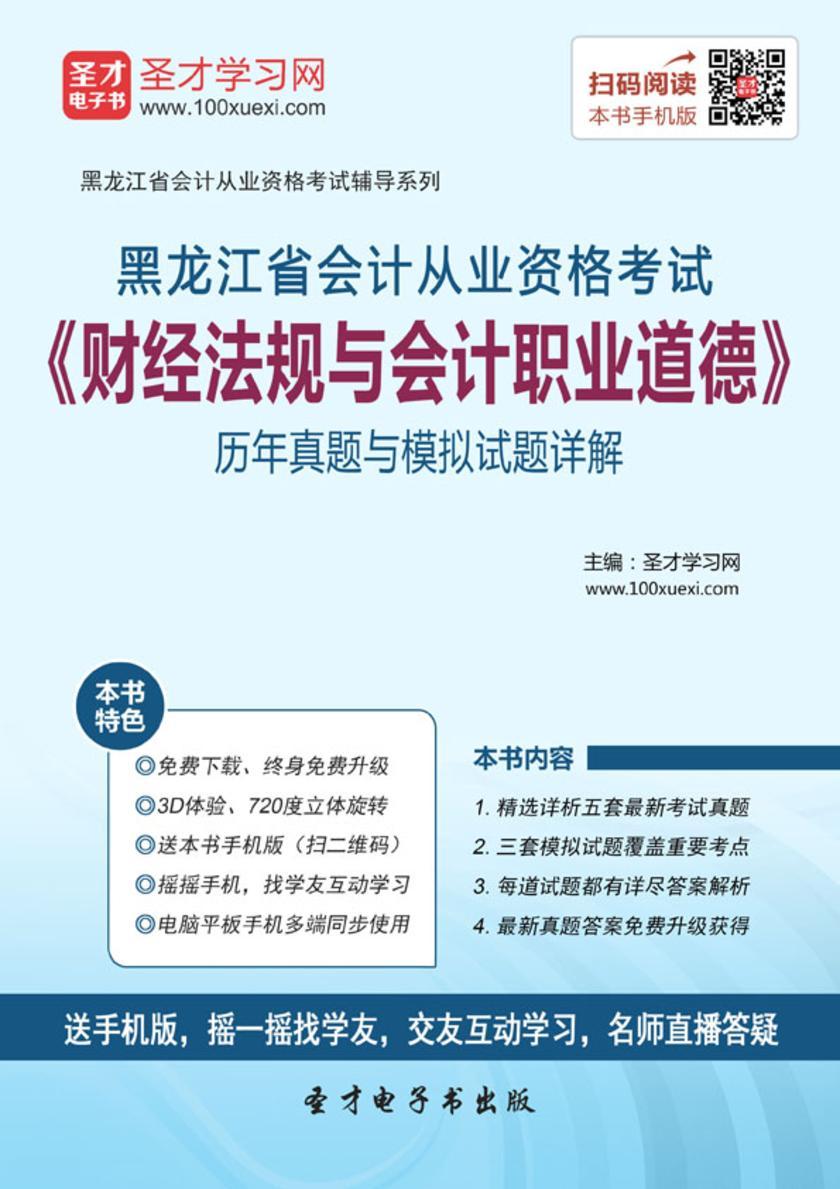 圣才
电子书
圣才学习网
www.100xuexi.com
扫码阅读
本书手机版
圣才
电子书
黑龙江省会计从业资格考试辅导系列
黑龙江省会计从业资格考试
《财经法规与会计职业道德》
历年真题与模拟试题详解
主编：圣才学习网
www.100xuexi.com
本书
特色
◎免费下载、终身免费升级
◎3D体验、720度立体旋转
◎送本书手机版（扫二维码）
◎摇摇手机，找学友互动学习
◎电脑平板手机多端同步使用
本书内容
1. 精选详析五套最新考试真题
2. 三套模拟试题覆盖重要考点
3. 每道试题都有详尽答案解析
4. 最新真题答案免费升级获得
送手机版，摇一摇找学友，交友互动学习，名师直播答疑
圣才电子书出版